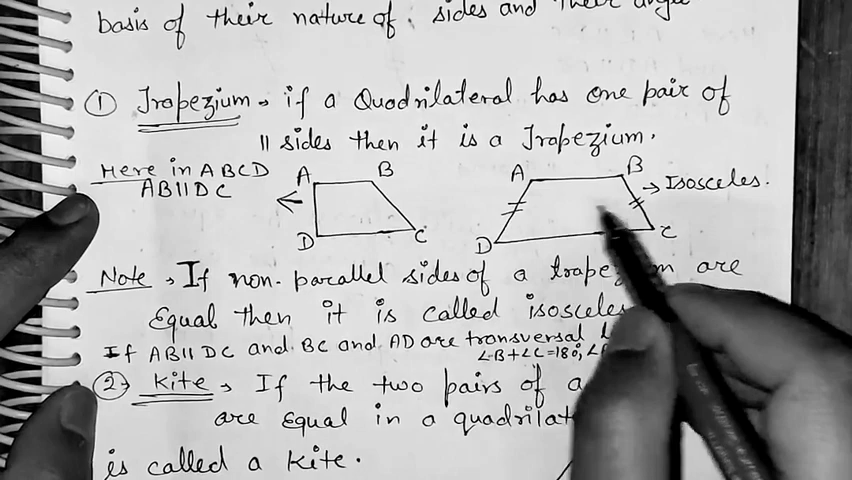 basis of their nature of. sides and their angle
① Trapezium → if a Quadrilateral has one pair of
|| sides then it is a Trapezium.
Here in ABCD
AB||DC
A B
D C
A B
→ Isosceles.
D C
Note → If non-parallel sides of a trapezium are
Equal then it is called isosceles
If AB||DC and BC and AD are transversal
∠B+∠C=180°,
② Kite → If the two pairs of
are Equal in a
is called a Kite.